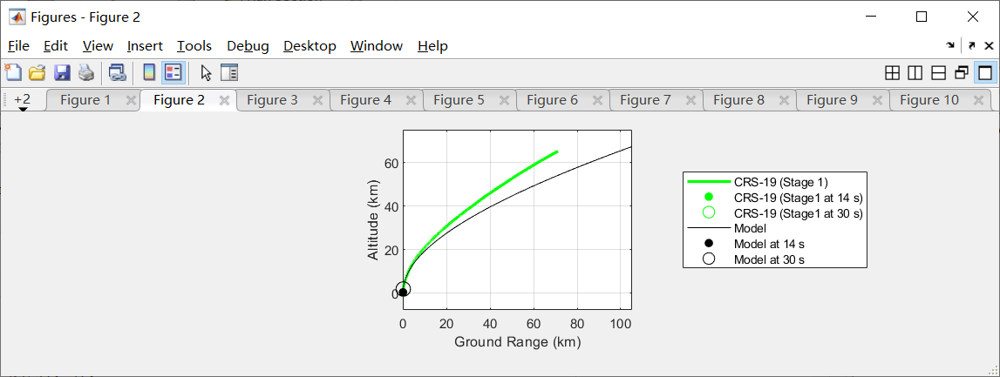 Figures - Figure 2
File Edit View Insert Tools Debug Desktop Window Help
+2 Figure 1 Figure 2 Figure 3 Figure 4 Figure 5 Figure 6 Figure 7 Figure 8 Figure 9 Figure 10
60
40
20
0
Altitude (km)
0 20 40 60 80 100
Ground Range (km)
CRS-19 (Stage 1)
CRS-19 (Stage1 at 14 s)
CRS-19 (Stage1 at 30 s)
Model
Model at 14 s
Model at 30 s